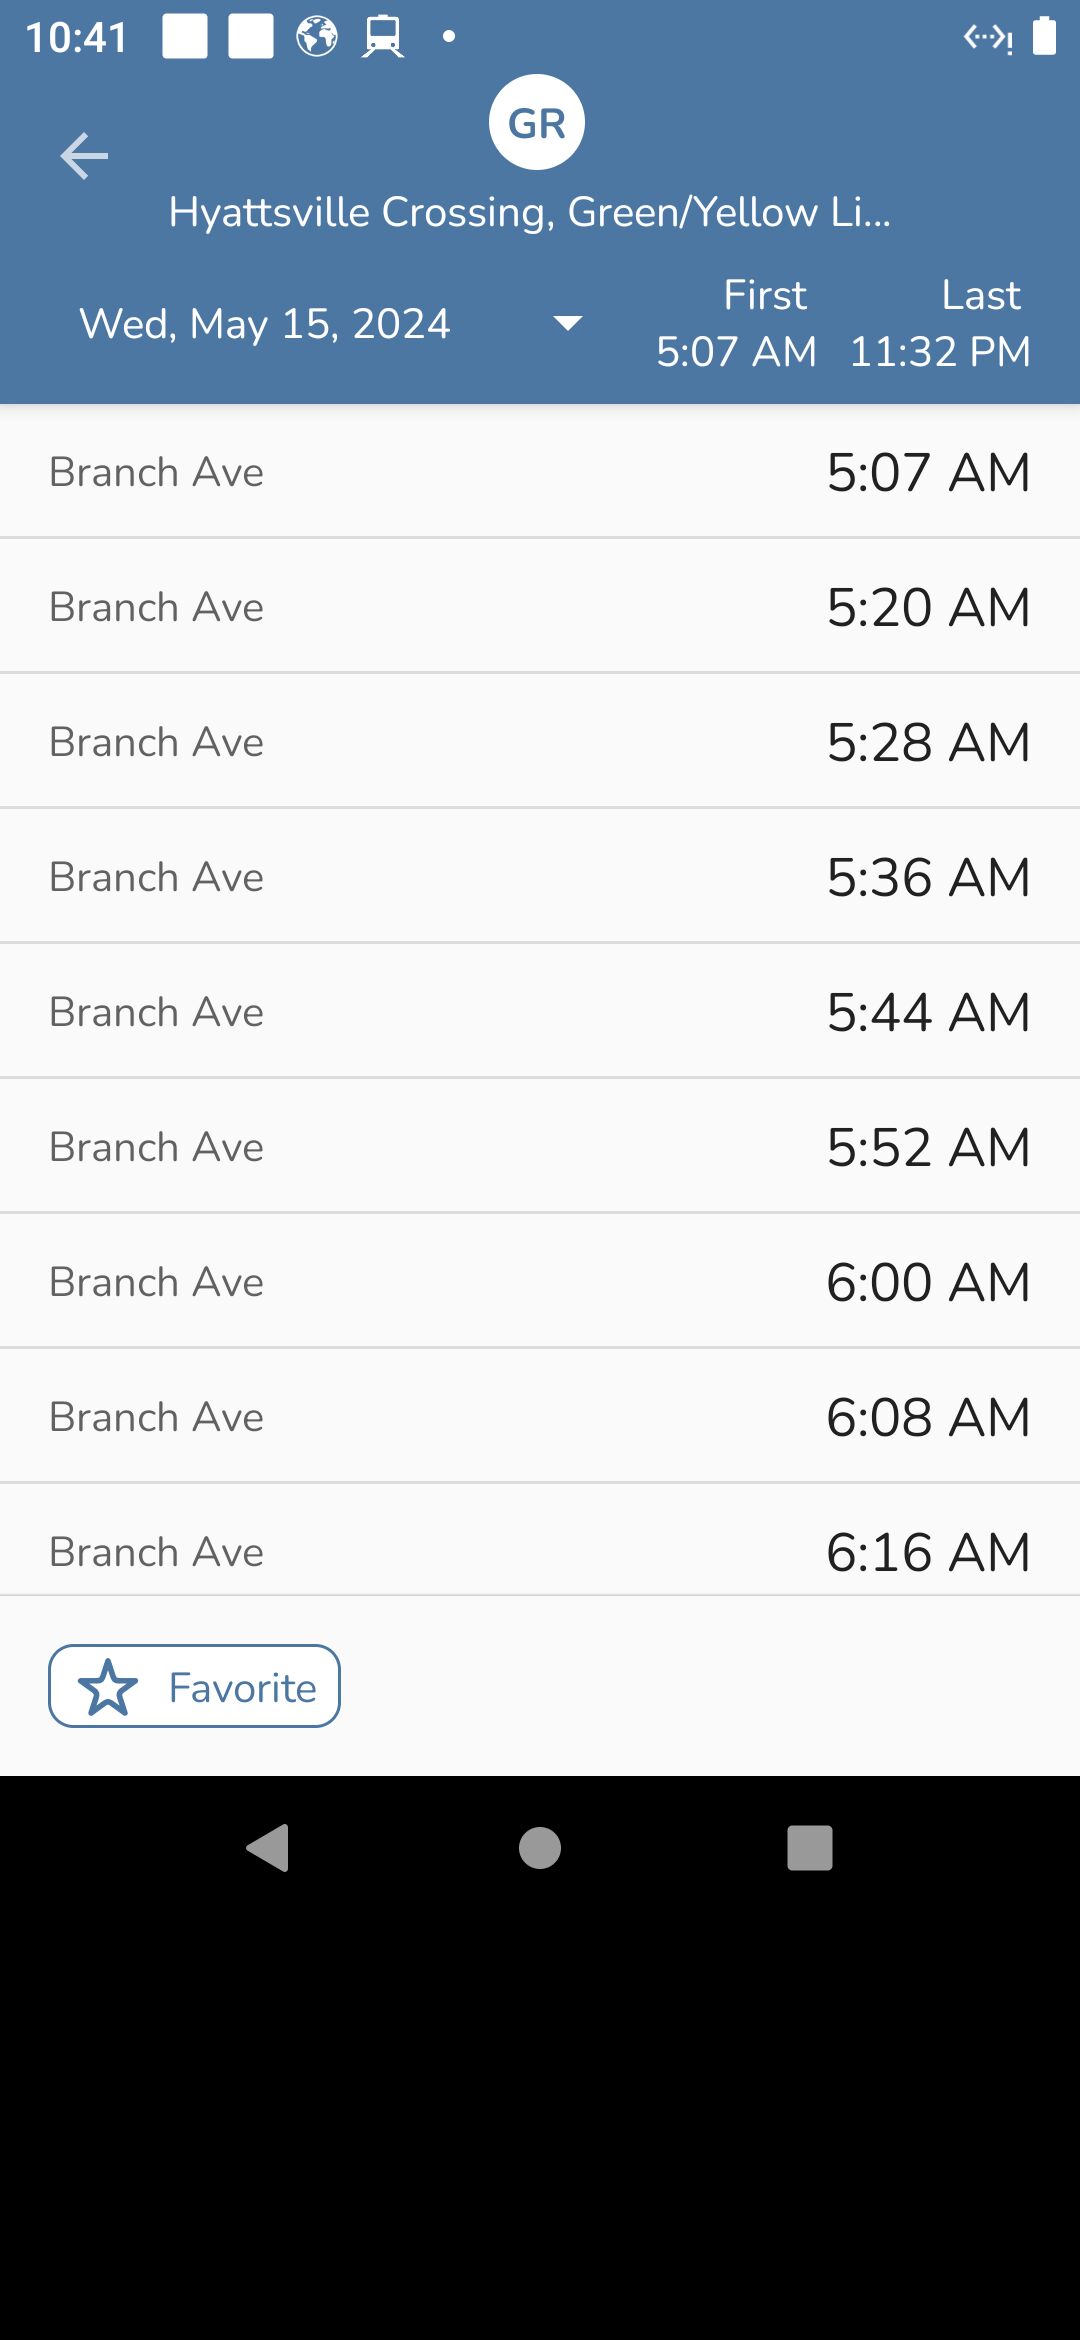 10:41
GR
Hyattsville Crossing, Green/Yellow Li...
Wed, May 15, 2024
First Last
5:07 AM 11:32 PM
Branch Ave 5:07 AM
Branch Ave 5:20 AM
Branch Ave 5:28 AM
Branch Ave 5:36 AM
Branch Ave 5:44 AM
Branch Ave 5:52 AM
Branch Ave 6:00 AM
Branch Ave 6:08 AM
Branch Ave 6:16 AM
Favorite